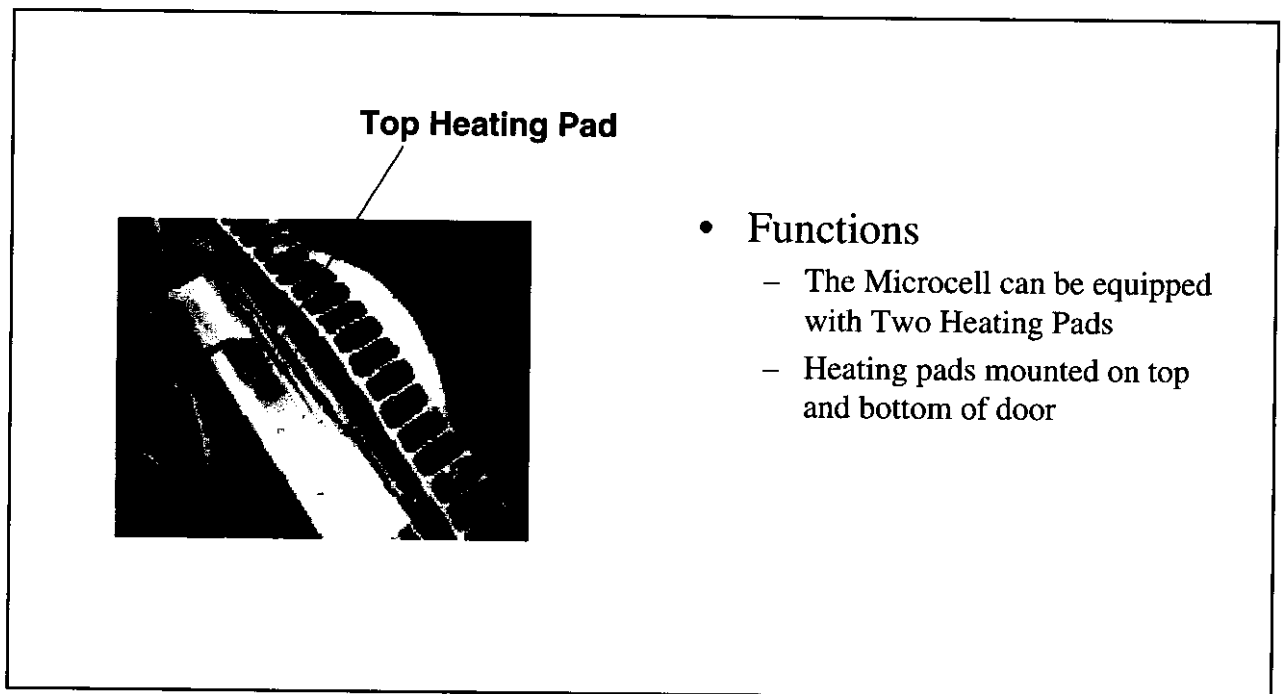 Top Heating Pad
• Functions
– The Microcell can be equipped
with Two Heating Pads
– Heating pads mounted on top
and bottom of door